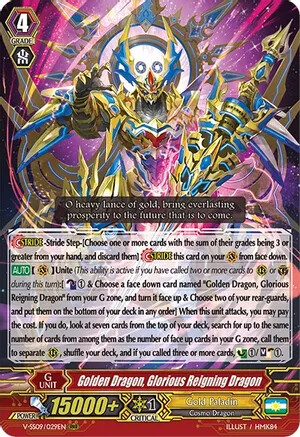 4
GRADE
O heavy lance of gold, bring everlasting
prosperity to the future that is to come.
STRIDE -Stride Step-[Choose one or more cards with the sum of their grades being 3 or
greater from your hand, and discard them] STRIDE this card on your from face down.
AUTO 1 Unite (This ability is active if you have called two or more cards to or
during this turn): [① & Choose a face down card named "Golden Dragon, Glorious
Reigning Dragon" from your G zone, and turn it face up & Choose two of your rear-guards,
and put them on the bottom of your deck in any order] When this unit attacks, you may pay
the cost. If you do, look at seven cards from the top of your deck, search for up to the same
number of cards from among them as the number of face up cards in your G zone, call them
to separate , shuffle your deck, and if you called three or more cards,
G
UNIT
Golden Dragon, Glorious Reigning Dragon
POWER
15000+
1
CRITICAL
Gold Paladin
Cosmo Dragon
V-SS09/029EN RRR
ILLUST / HMK84